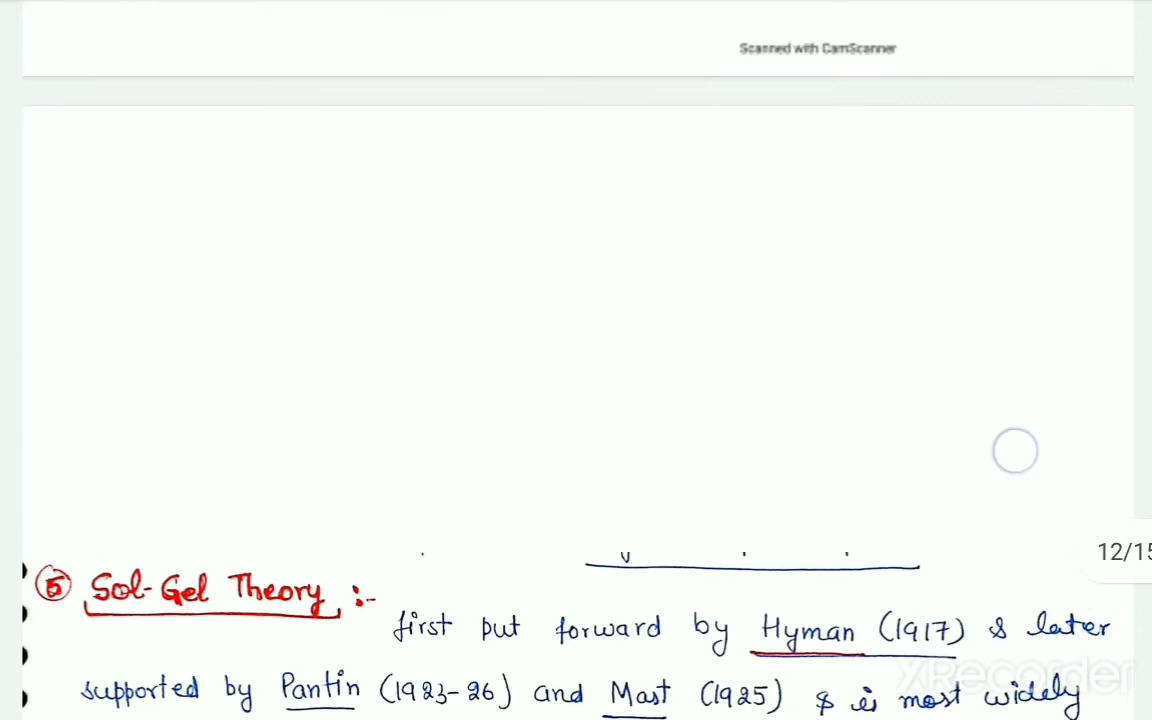 Scanned with CamScanner
12/15
⑤ Sol-Gel Theory :-
first put forward by Hyman (1917) & later
XRecorder
supported by Pantin (1923-26) and Mast (1925) & is most widely